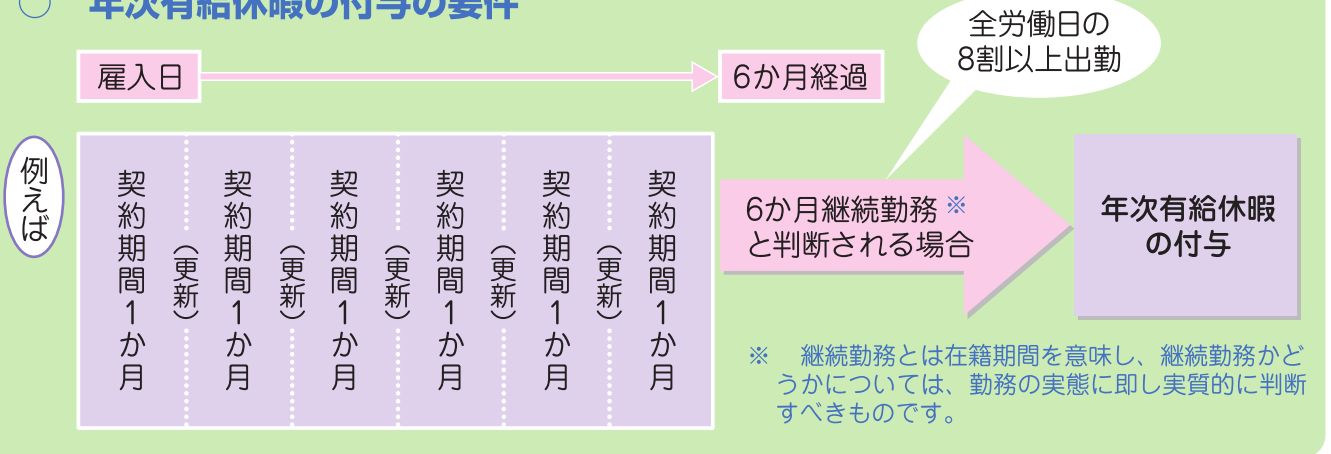 ○ 年次有給休暇の付与の要件
全労働日の
8割以上出勤
雇入日
6か月経過
例えば
契約期間1か月
(更新)
契約期間1か月
(更新)
契約期間1か月
(更新)
契約期間1か月
(更新)
契約期間1か月
(更新)
契約期間1か月
6か月継続勤務※
と判断される場合
年次有給休暇
の付与
※ 継続勤務とは在籍期間を意味し、継続勤務かど
うかについては、勤務の実態に即し実質的に判断
すべきものです。